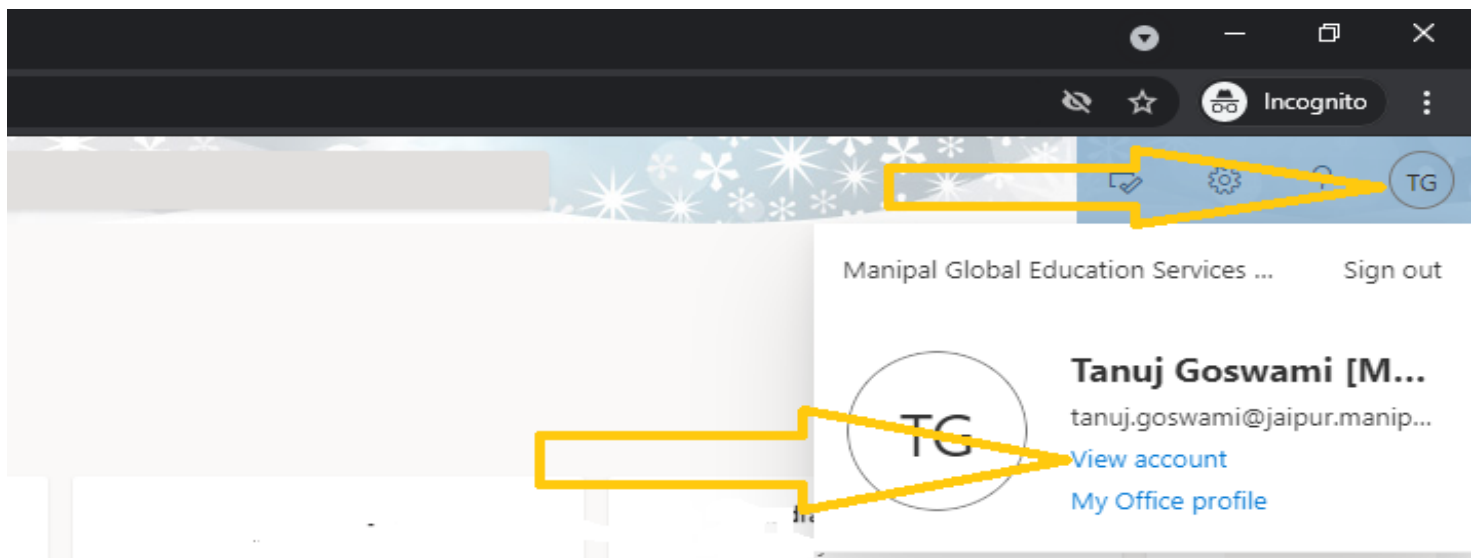 Incognito
TG
Manipal Global Education Services ... Sign out
TG
Tanuj Goswami [M...
tanuj.goswami@jaipur.manip...
View account
My Office profile